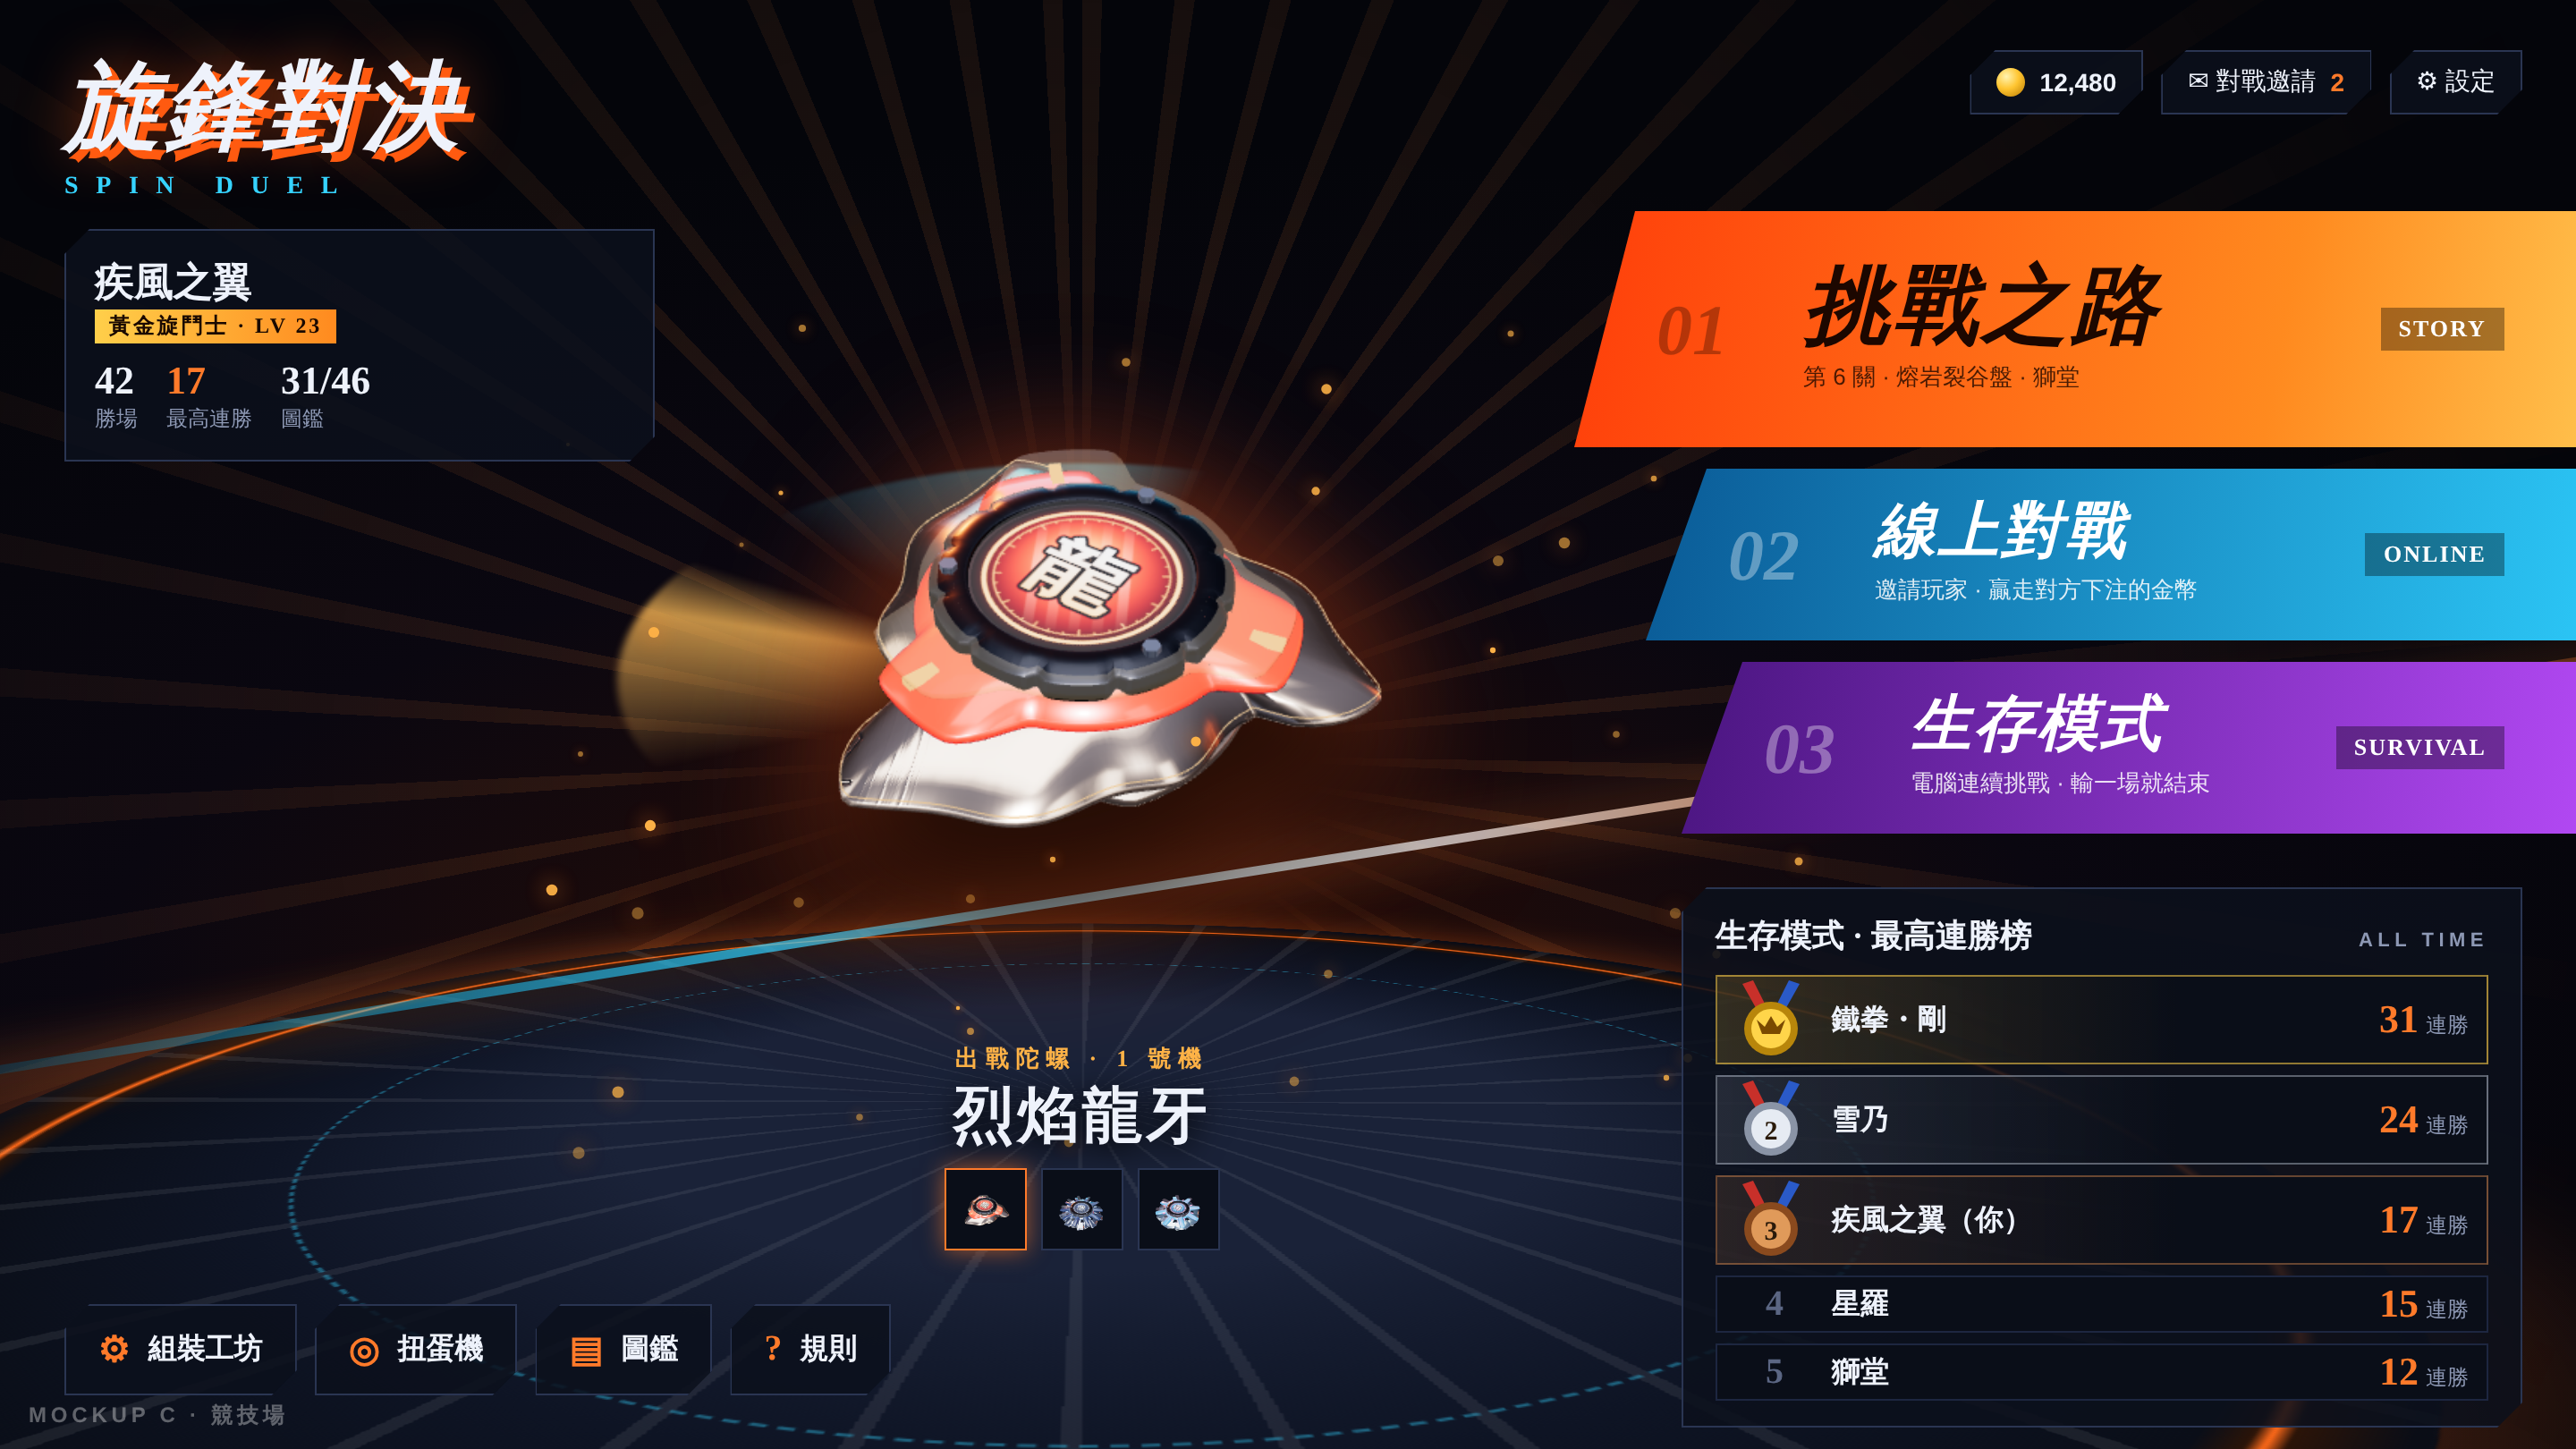 旋鋒對決
SPIN DUEL
12,480
✉ 對戰邀請 2
⚙ 設定
疾風之翼
黃金旋鬥士 · LV 23
42 17 31/46
勝場 最高連勝 圖鑑
01 挑戰之路 STORY
第 6 關 · 熔岩裂谷盤 · 獅堂
02 線上對戰 ONLINE
邀請玩家 · 贏走對方下注的金幣
03 生存模式 SURVIVAL
電腦連續挑戰 · 輸一場就結束
龍
出戰陀螺 · 1 號機
烈焰龍牙
生存模式 · 最高連勝榜 ALL TIME
鐵拳・剛 31 連勝
2 雪乃 24 連勝
3 疾風之翼（你） 17 連勝
4 星羅 15 連勝
5 獅堂 12 連勝
⚙ 組裝工坊
◎ 扭蛋機
▤ 圖鑑
? 規則
MOCKUP C · 競技場